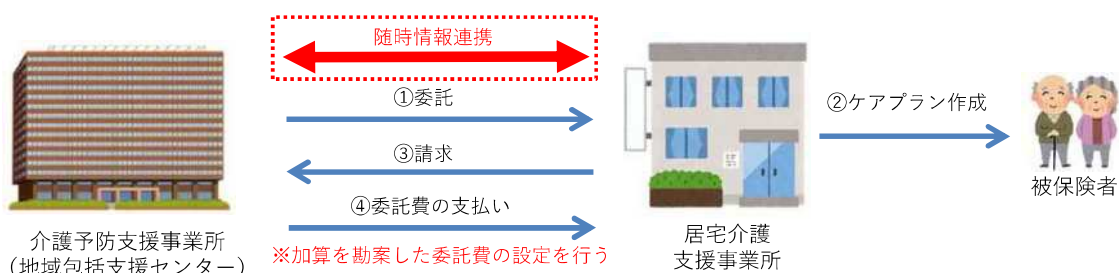 随時情報連携
①委託
②ケアプラン作成
③請求
④委託費の支払い
※加算を勘案した委託費の設定を行う
介護予防支援事業所
（地域包括支援センター）
居宅介護
支援事業所
被保険者